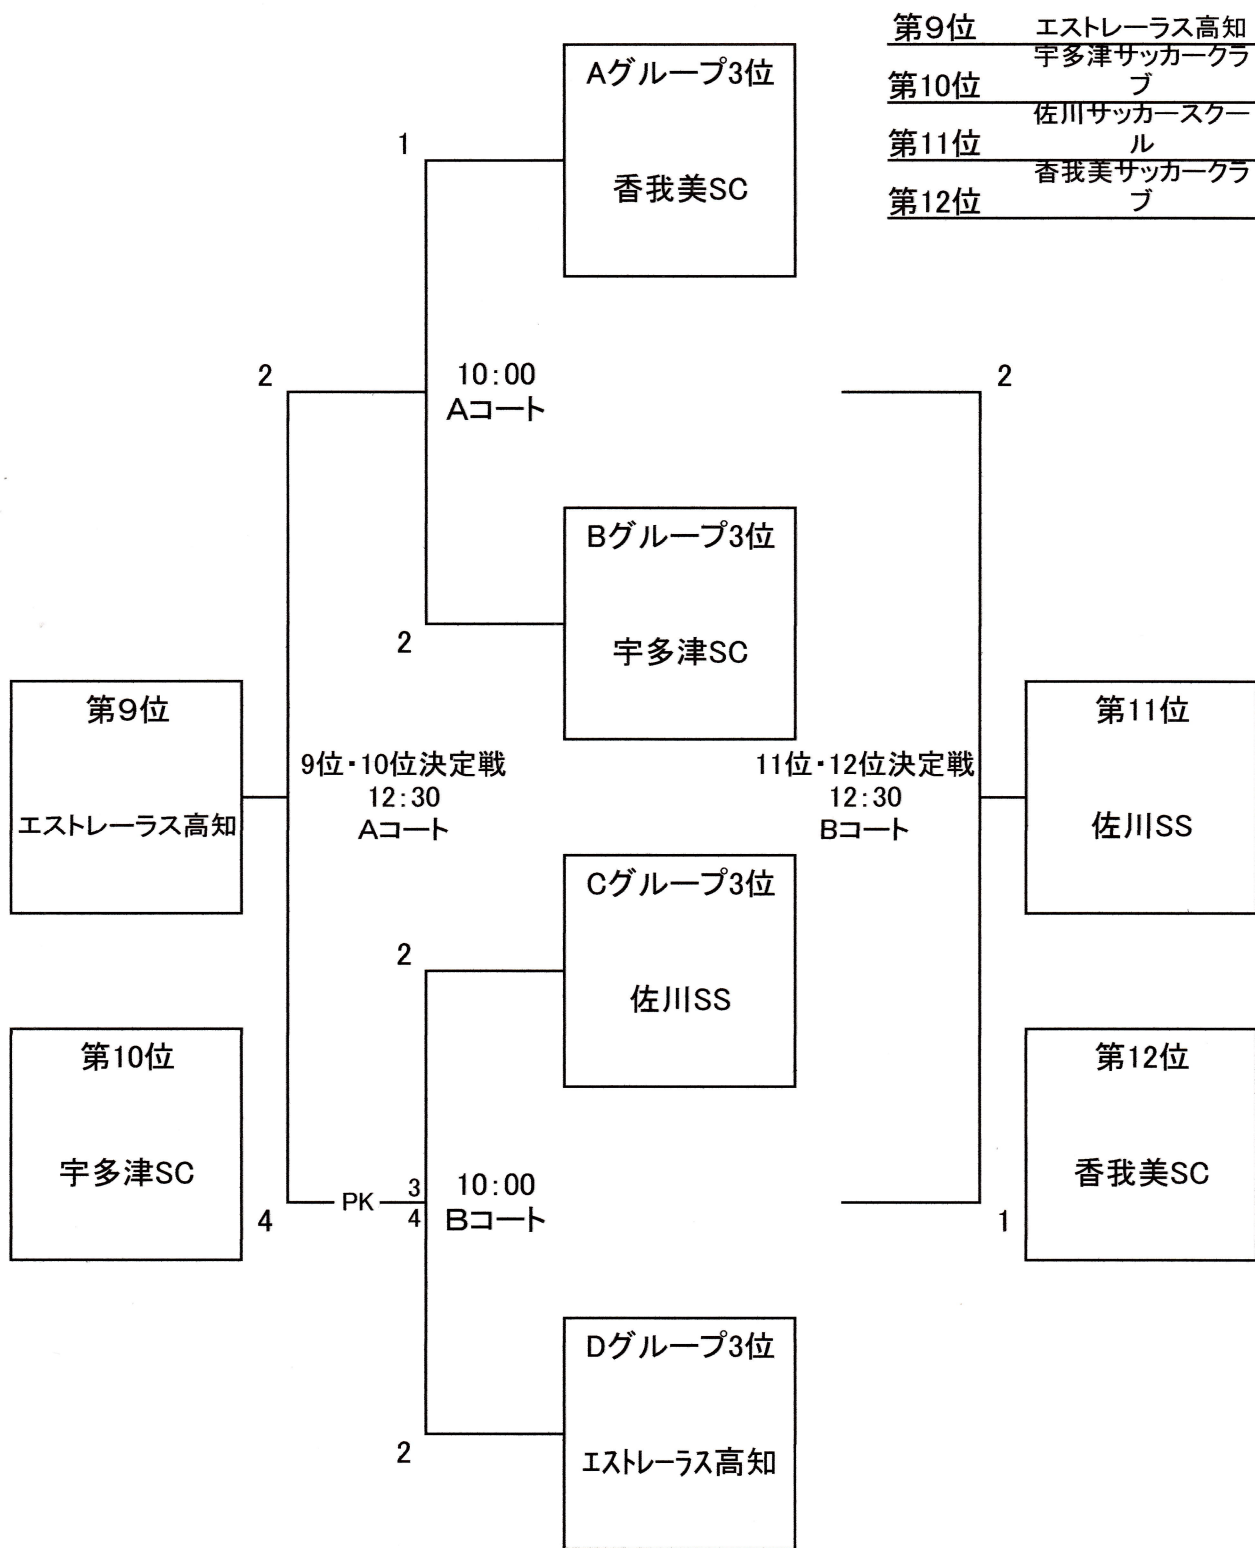 第9位 エストレーラス高知
宇多津サッカークラ
第10位 ブ
佐川サッカースクー
第11位 ル
香我美サッカークラ
第12位 ブ
Aグループ3位
1
香我美SC
2
10:00
Aコート
2
Bグループ3位
2
宇多津SC
第9位
エストレーラス高知
9位・10位決定戦
12:30
Aコート
11位・12位決定戦
12:30
Bコート
第11位
佐川SS
Cグループ3位
2
佐川SS
第10位
宇多津SC
第12位
香我美SC
4
PK
3
4
10:00
Bコート
1
Dグループ3位
2
エストレーラス高知